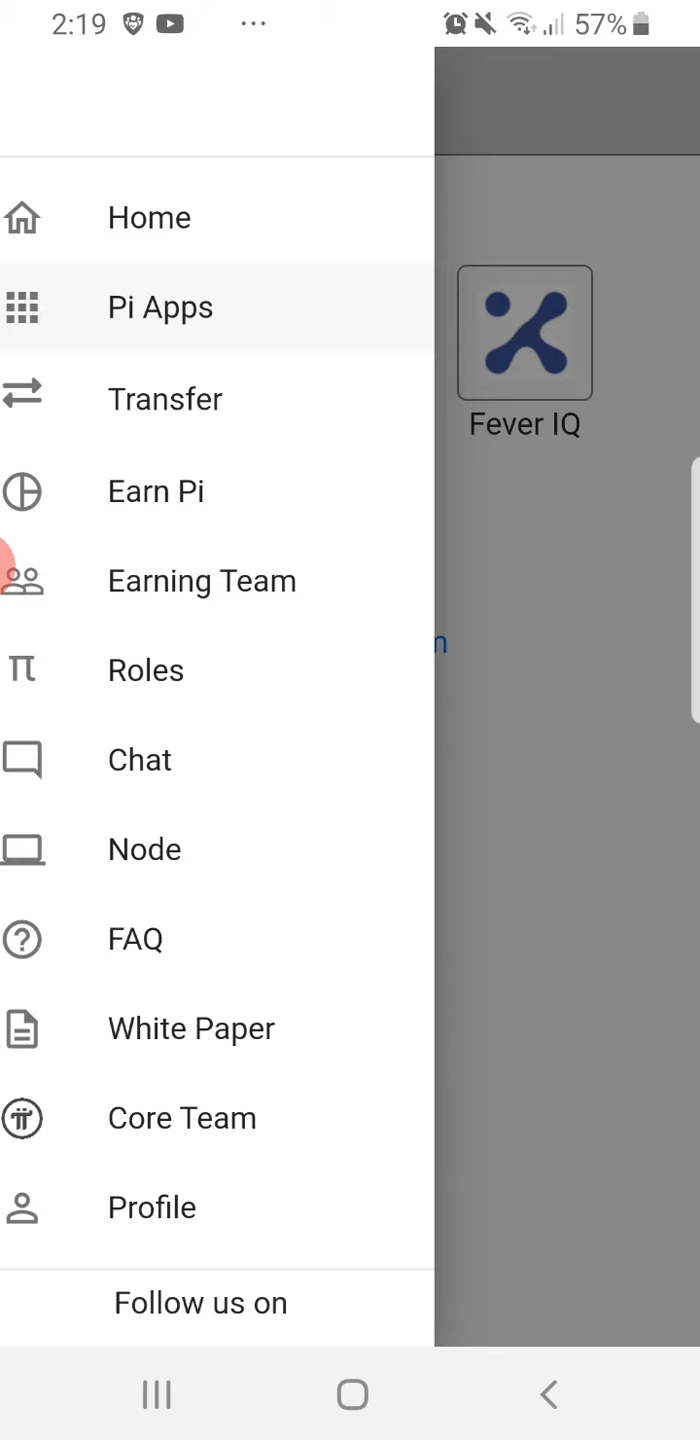 2:19 57%
Home
Pi Apps
Fever IQ
Transfer
Earn Pi
Earning Team
n
Roles
Chat
Node
FAQ
White Paper
Core Team
Profile
Follow us on